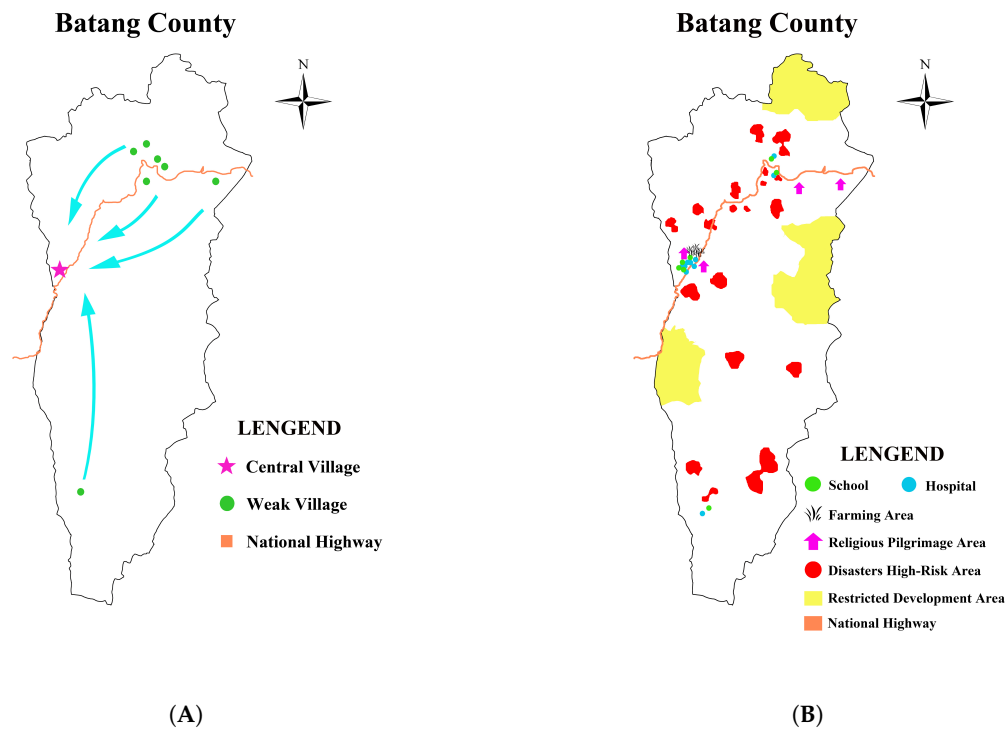 Batang County
N
LENGEND
Central Village
Weak Village
National Highway
(A)
Batang County
N
LENGEND
School
Hospital
Farming Area
Religious Pilgrimage Area
Disasters High-Risk Area
Restricted Development Area
National Highway
(B)